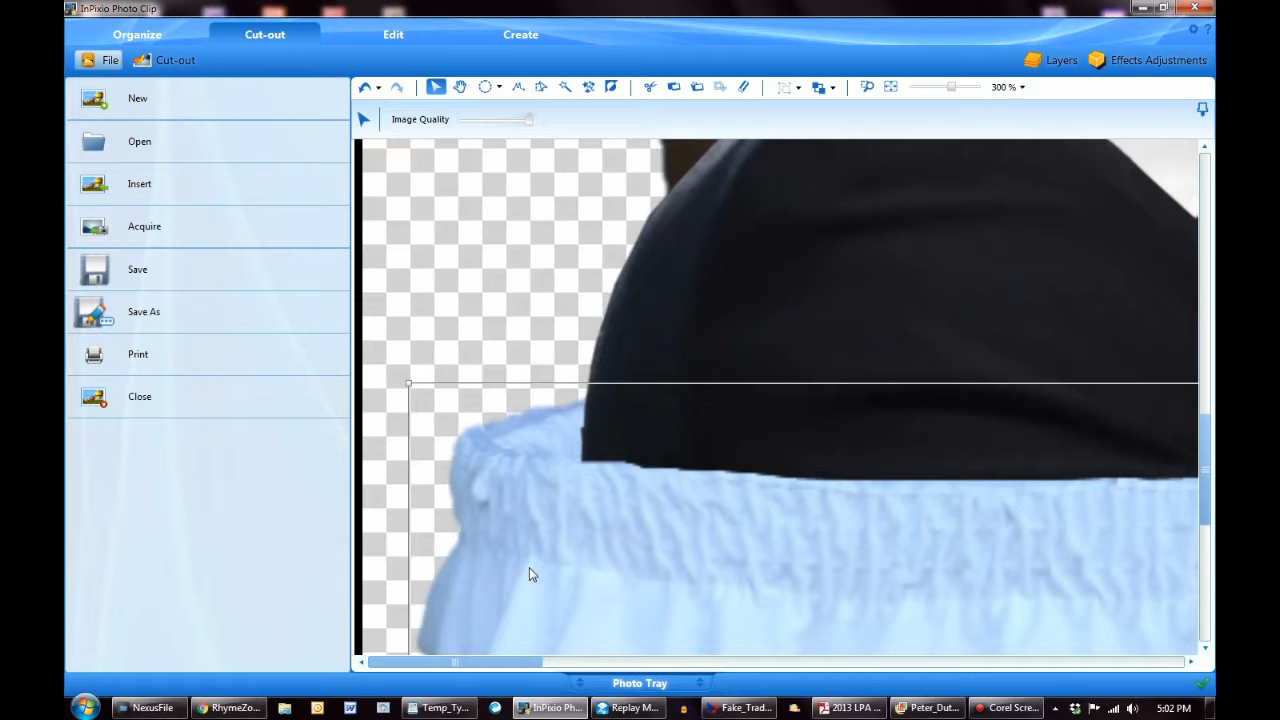 InPixio Photo Clip
Organize
Cut-out
Edit
Create
File
Cut-out
Layers
Effects Adjustments
New
Open
Insert
Acquire
Save
Save As
Print
Close
300 %
Image Quality
Photo Tray
NexusFile
RhymeZo...
Temp_Ty...
InPixio Ph...
Replay M...
Fake_Trad...
2013 LPA ...
Peter_Dut...
Corel Scre...
5:02 PM